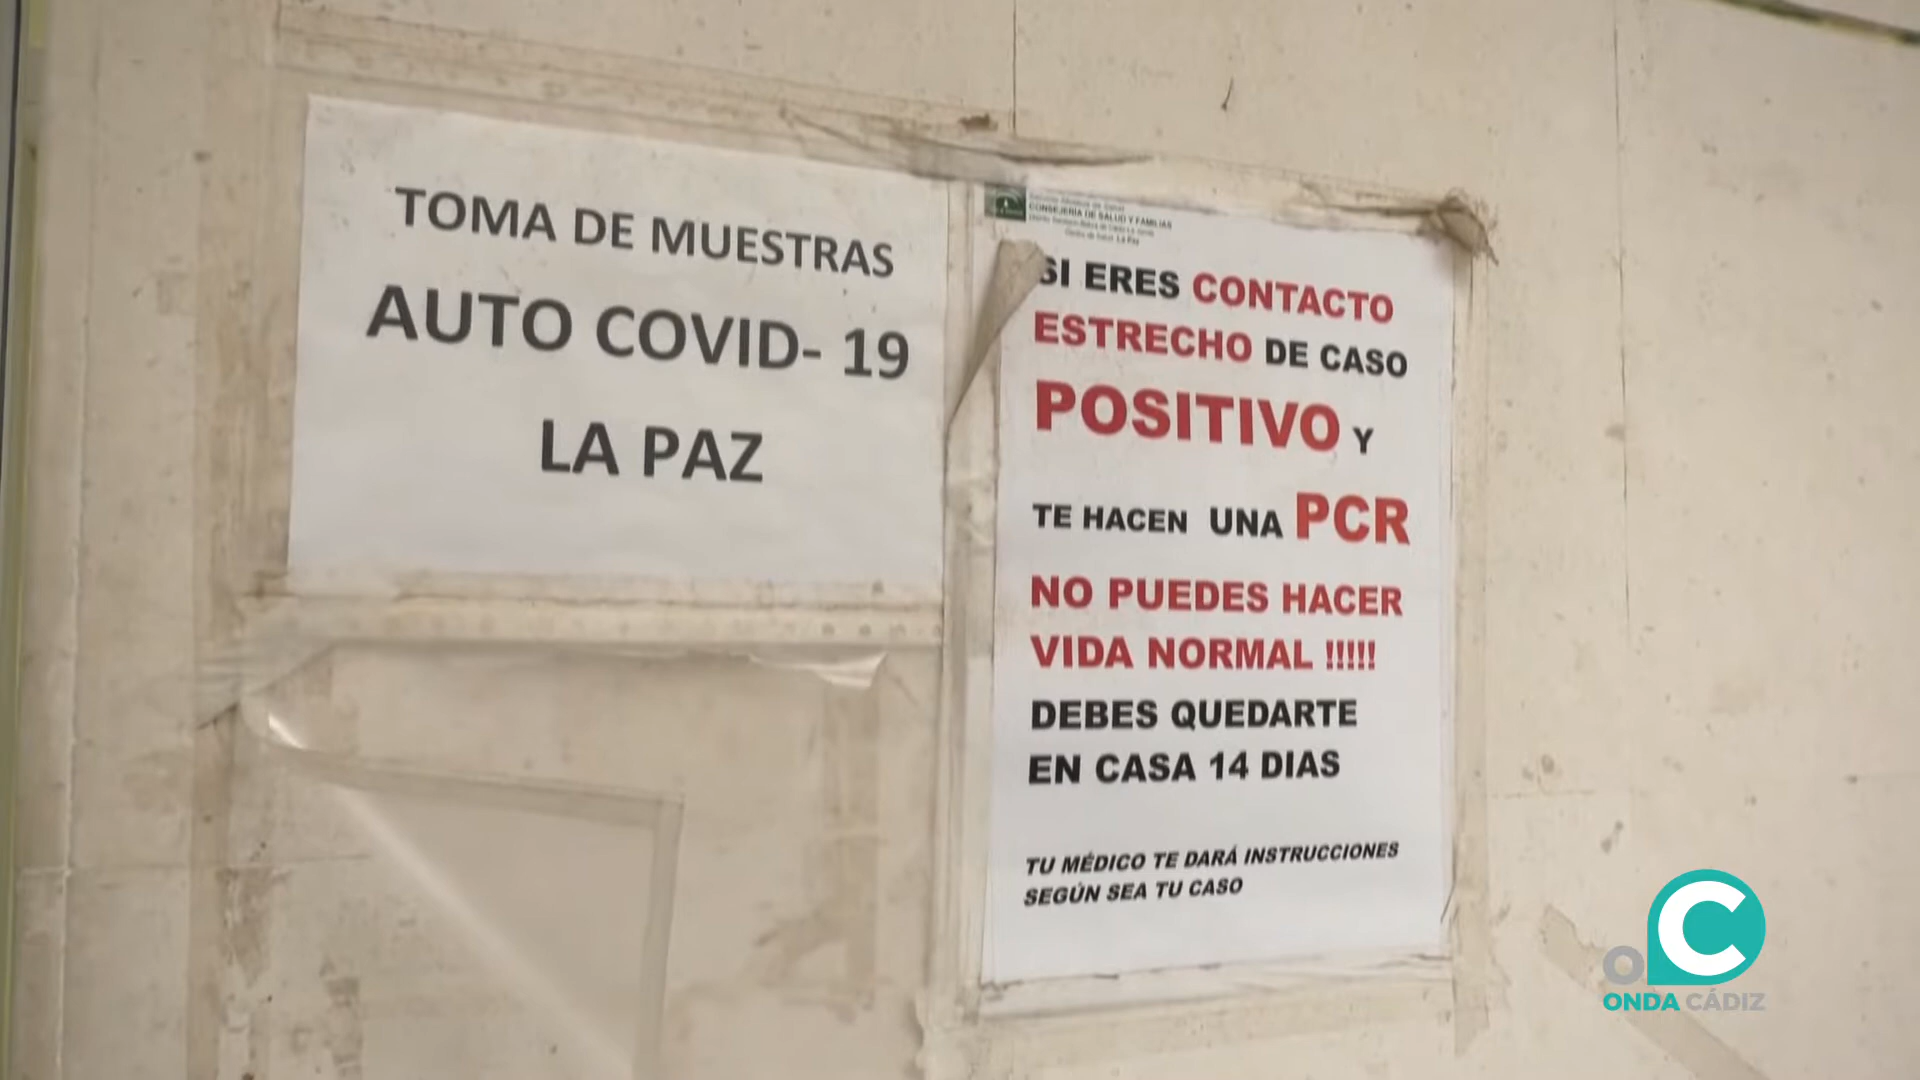 TOMA DE MUESTRAS
AUTO COVID- 19
LA PAZ
CONSEJERIA DE SALUD Y FAMILIAS
SI ERES CONTACTO
ESTRECHO DE CASO
POSITIVO Y
TE HACEN UNA PCR
NO PUEDES HACER
VIDA NORMAL !!!!!
DEBES QUEDARTE
EN CASA 14 DIAS
TU MÉDICO TE DARÁ INSTRUCCIONES
SEGÚN SEA TU CASO
ONDA CÁDIZ